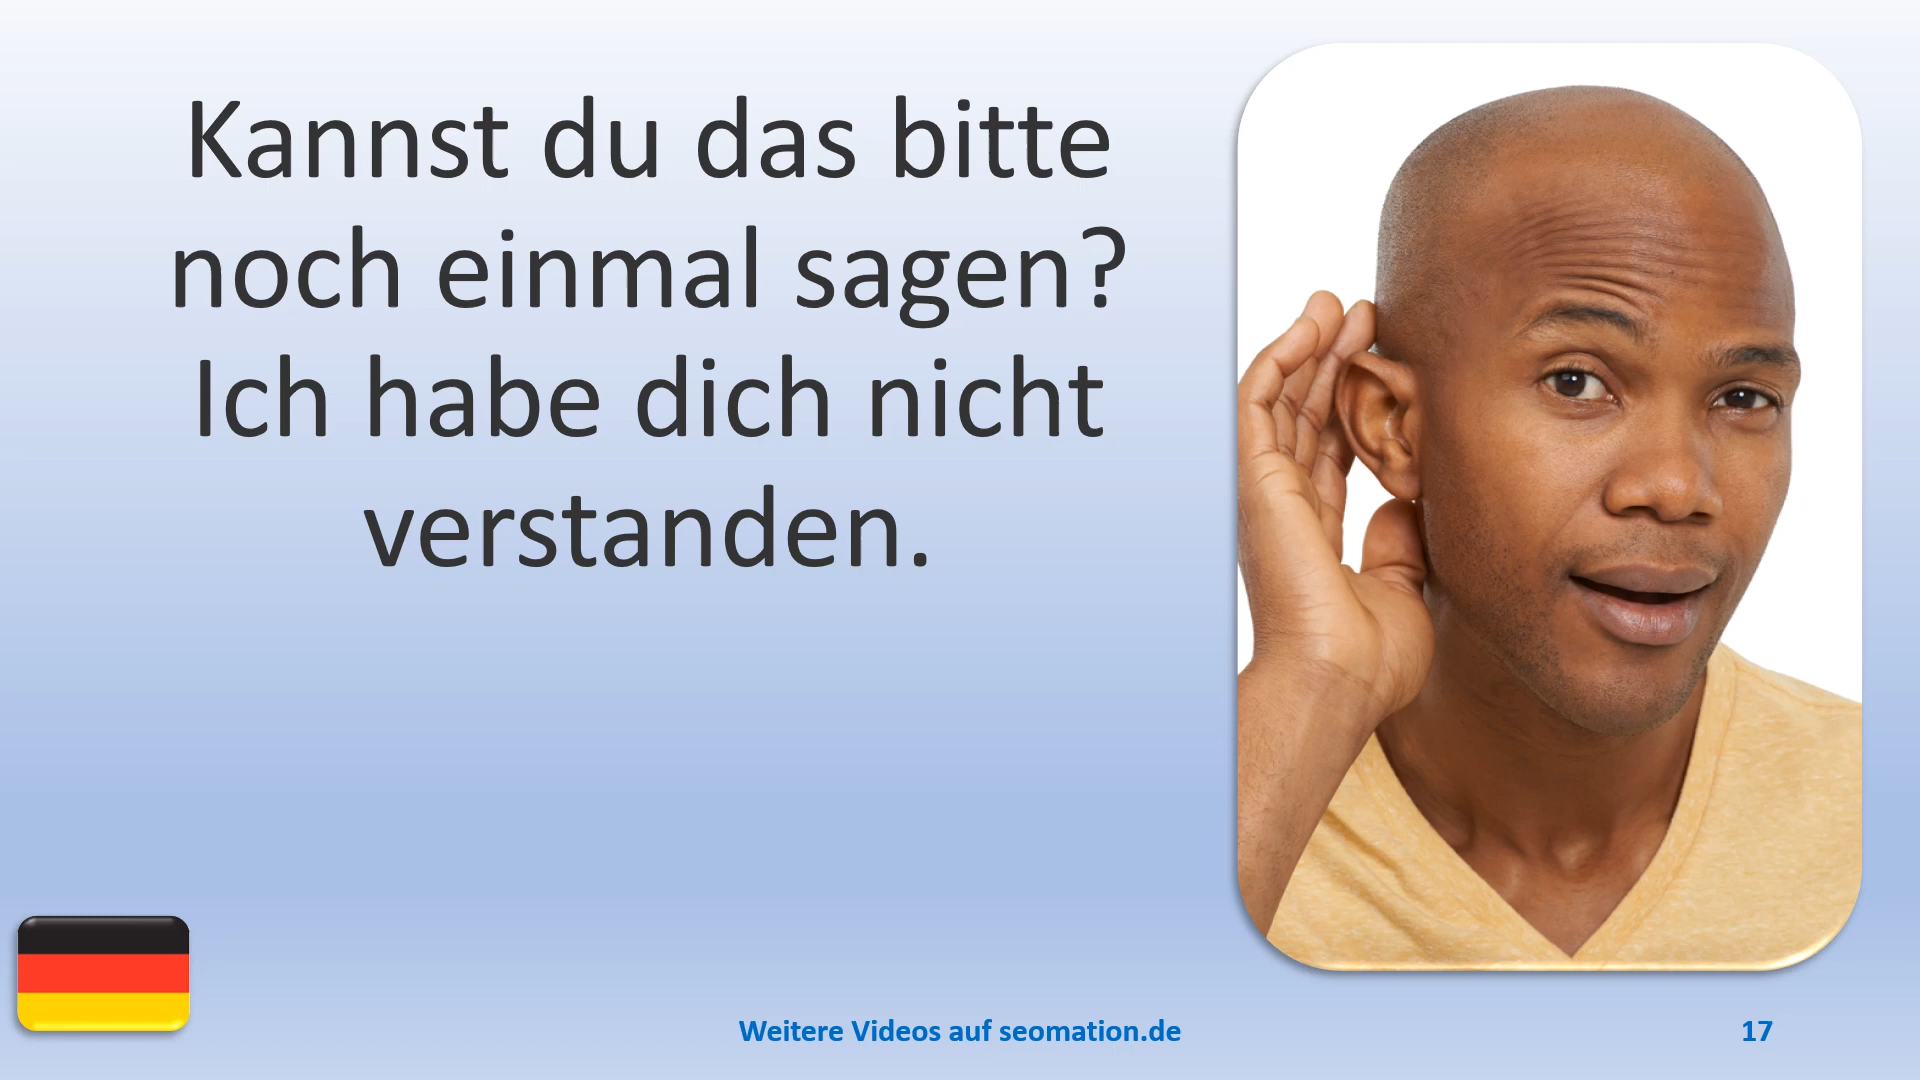 Kannst du das bitte
noch einmal sagen?
Ich habe dich nicht
verstanden.
Weitere Videos auf seomation.de
17